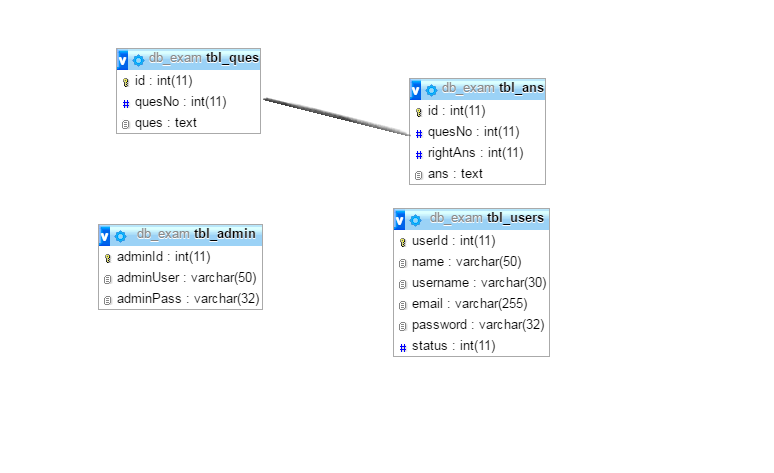 db_exam tbl_ques
id : int(11)
quesNo : int(11)
ques : text
db_exam tbl_ans
id : int(11)
quesNo : int(11)
rightAns : int(11)
ans : text
db_exam tbl_admin
adminId : int(11)
adminUser : varchar(50)
adminPass : varchar(32)
db_exam tbl_users
userId : int(11)
name : varchar(50)
username : varchar(30)
email : varchar(255)
password : varchar(32)
status : int(11)